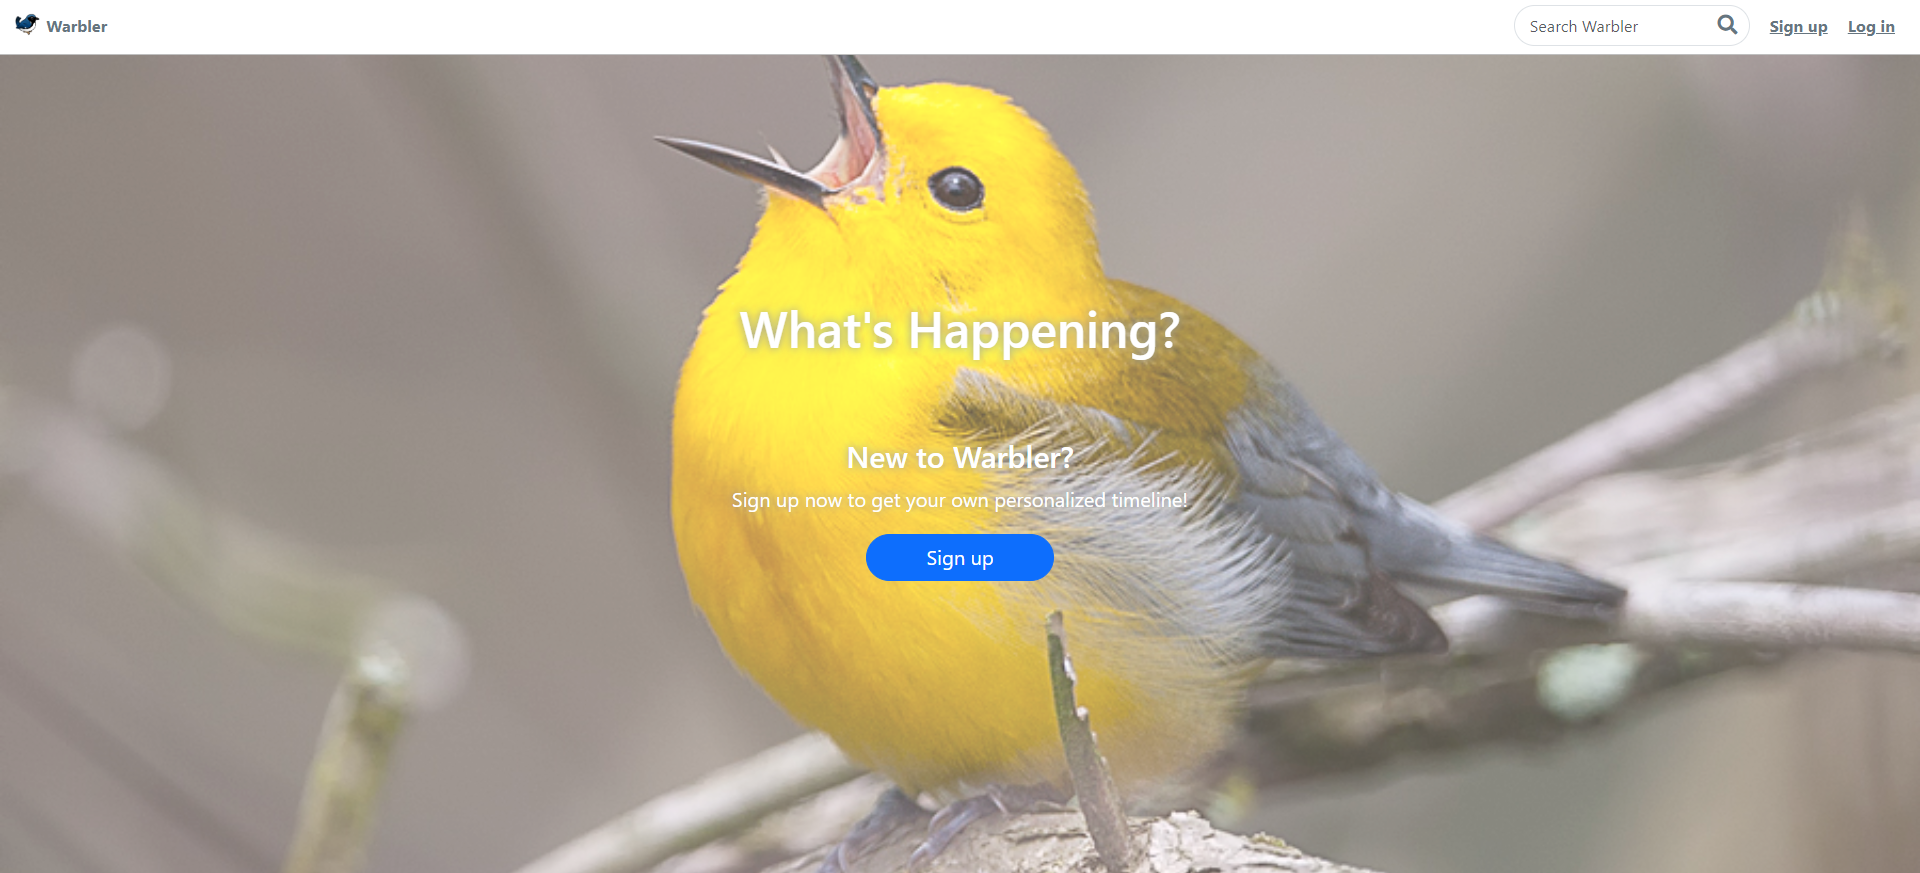 Warbler
Search Warbler
Sign up
Log in
What's Happening?
New to Warbler?
Sign up now to get your own personalized timeline!
Sign up